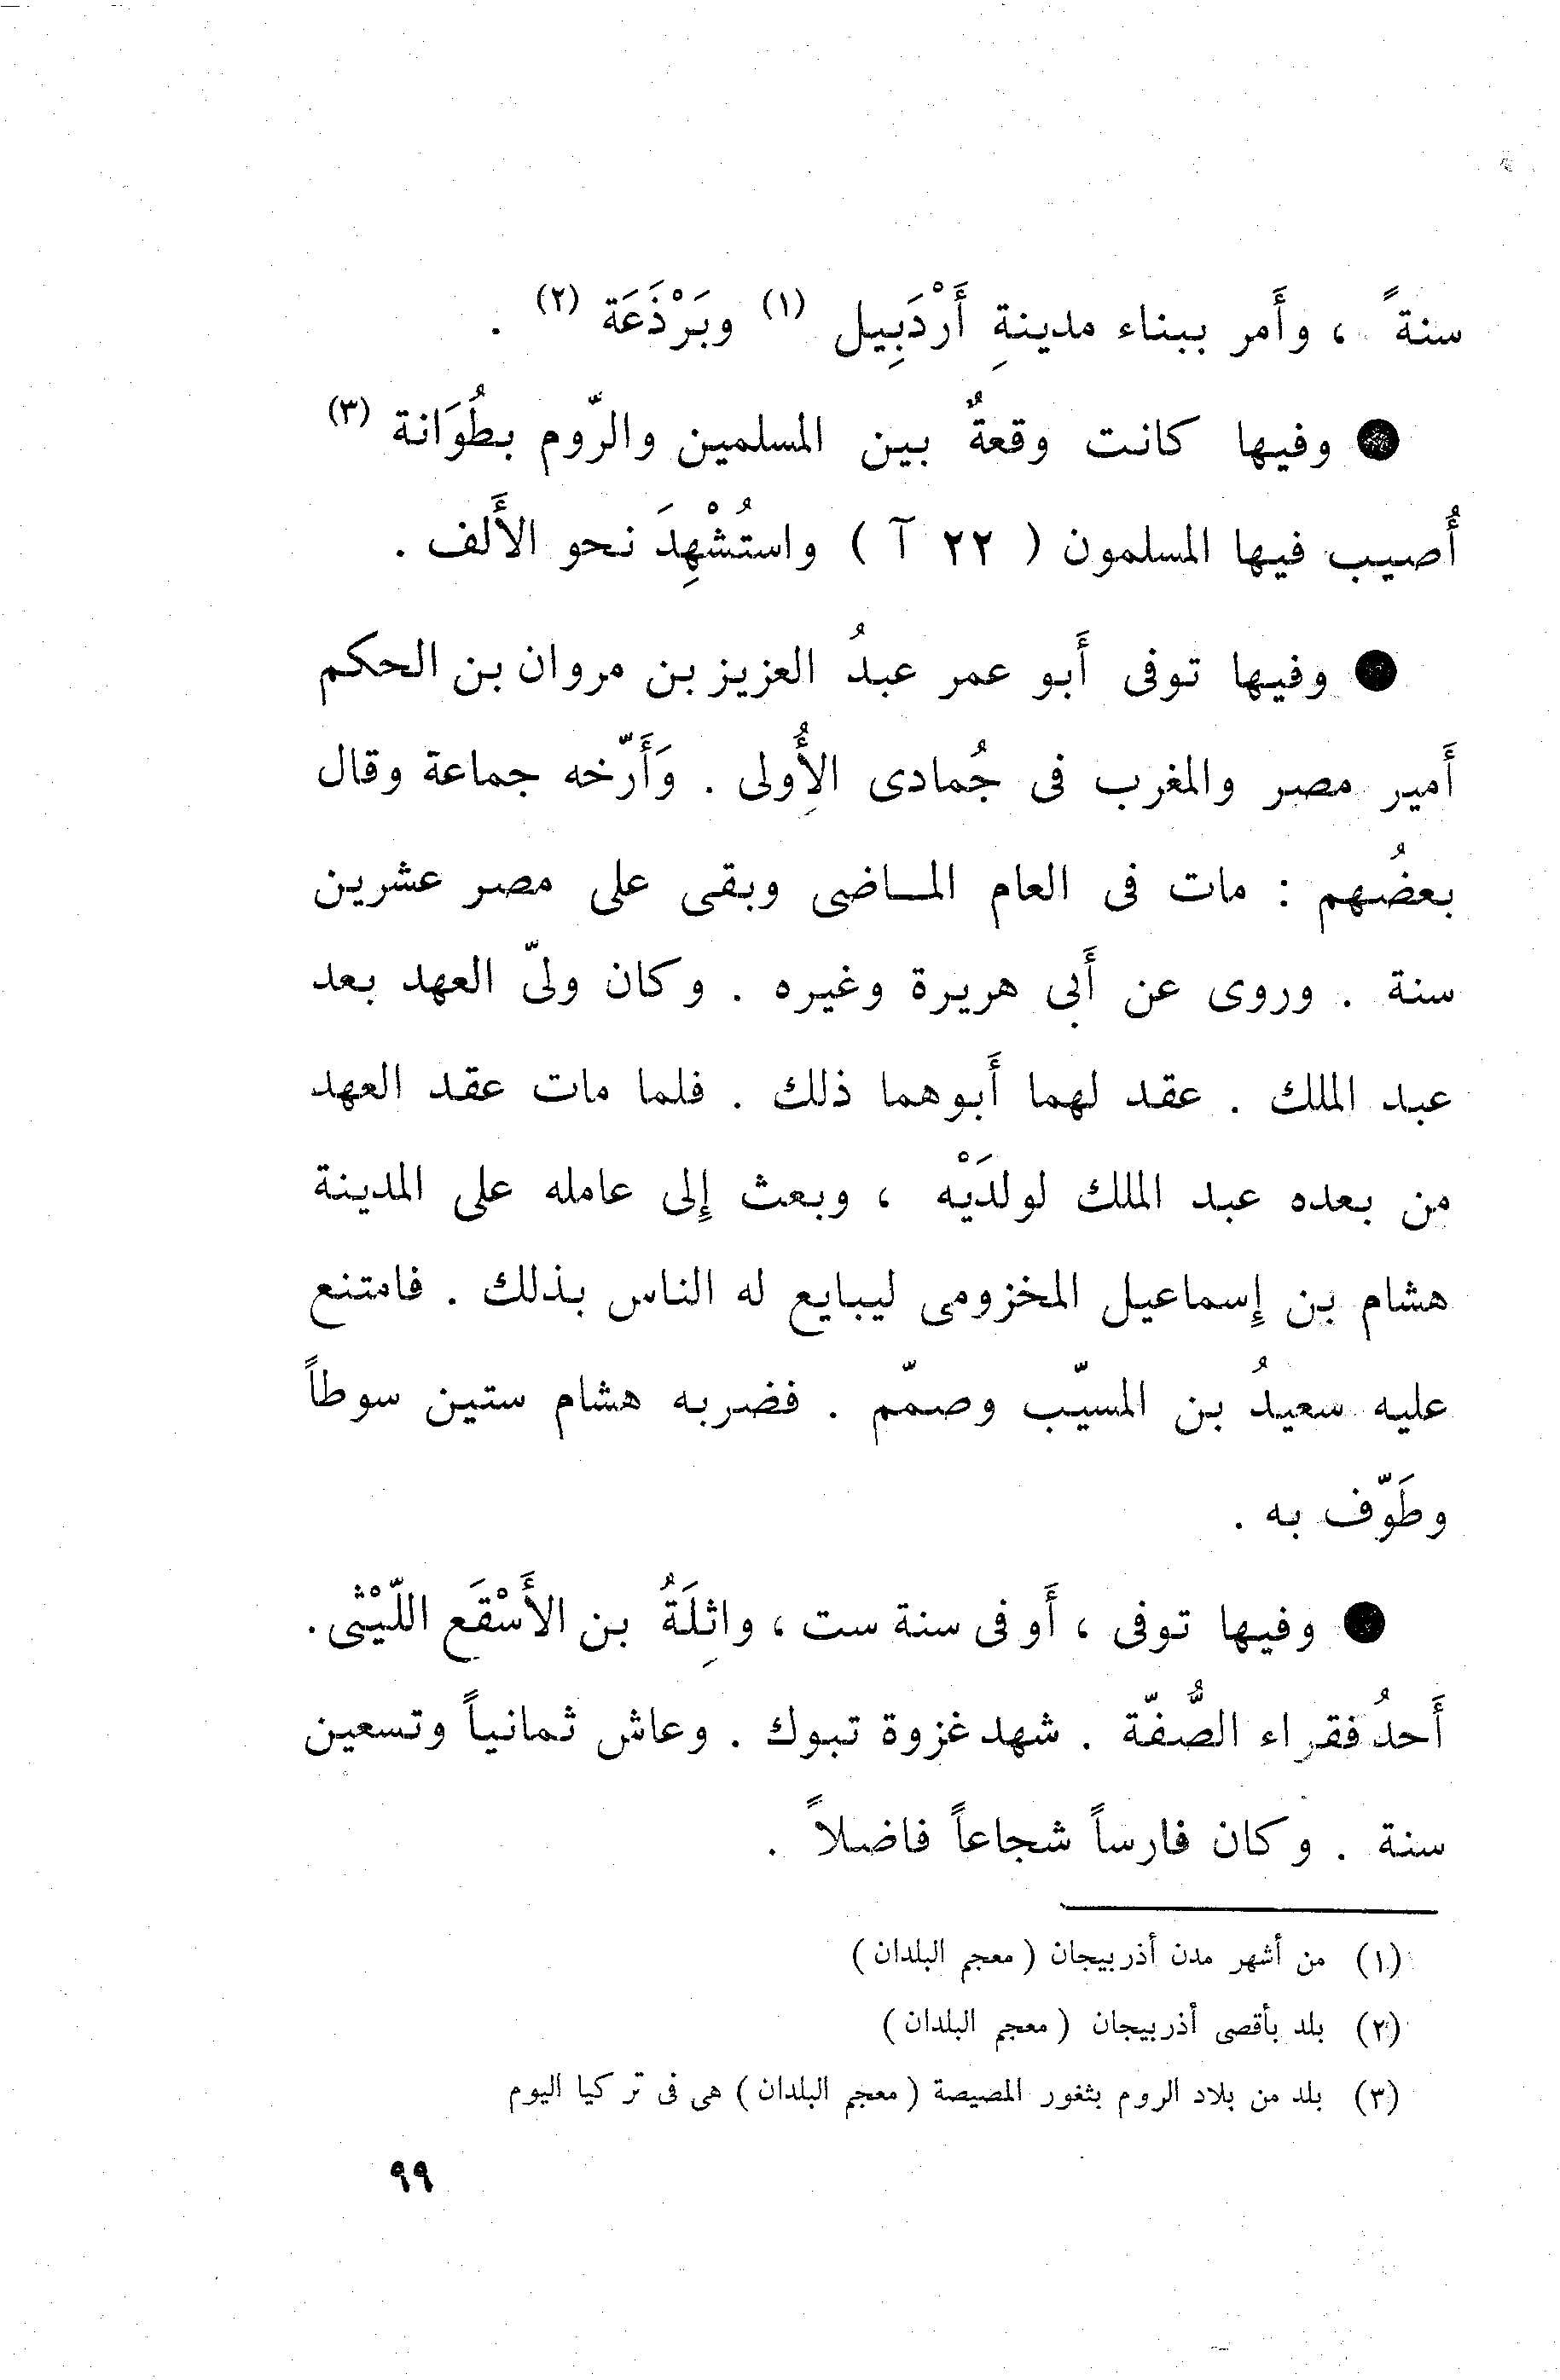 سنةً ، وأَمر ببناء مدينةِ أَرْدَبِيل (١) وبَرْذَعَة (٢) .
● وفيها كانت وقعةٌ بين المسلمين والرّوم بطُوَانة (٣)
أُصيب فيها المسلمون ( ٢٢ آ ) واستُشْهِدَ نحو الأَلف .
● وفيها توفى أَبو عمر عبدُ العزيز بن مروان بن الحكم
أَمير مصر والمغرب فى جُمادى الأُولى . وَأَرّخه جماعة وقال
بعضُهم : مات فى العام المـاضى وبقى على مصر عشرين
سنة . وروى عن أَبى هريرة وغيره . وكان ولىّ العهد بعد
عبد الملك . عقد لهما أَبوهما ذلك . فلما مات عقد العهد
من بعده عبد الملك لولدَيْه ، وبعث إِلى عامله على المدينة
هشام بن إِسماعيل المخزومى ليبايع له الناس بذلك . فامتنع
عليه سعيدُ بن المسيّب وصمّم . فضربه هشام ستين سوطاً
وطَوّف به .
● وفيها توفى ، أَو فى سنة ست ، واثِلَةُ بن الأَسْقَع اللّيْثى .
أَحدُ فقراء الصُّفّة . شهد غزوة تبوك . وعاش ثمانياً وتسعين
سنة . وكان فارساً شجاعاً فاضلاً .
(١) من أشهر مدن أذربيجان ( معجم البلدان )
(٢) بلد بأقصى أذربيجان ( معجم البلدان )
(٣) بلد من بلاد الروم بثغور المصيصة ( معجم البلدان ) هى فى تركيا اليوم
٩٩